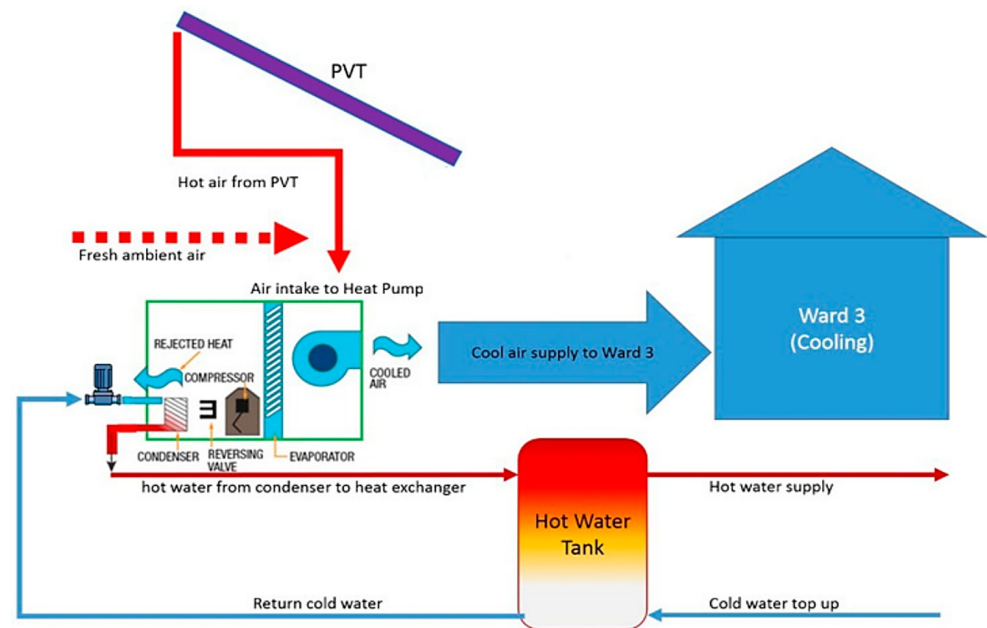 PVT
Hot air from PVT
Fresh ambient air
Air intake to Heat Pump
REJECTED HEAT
COMPRESSOR
COOLED
AIR
CONDENSER
REVERSING
VALVE
EVAPORATOR
Cool air supply to Ward 3
Ward 3
(Cooling)
hot water from condenser to heat exchanger
Hot water supply
Hot Water
Tank
Return cold water
Cold water top up